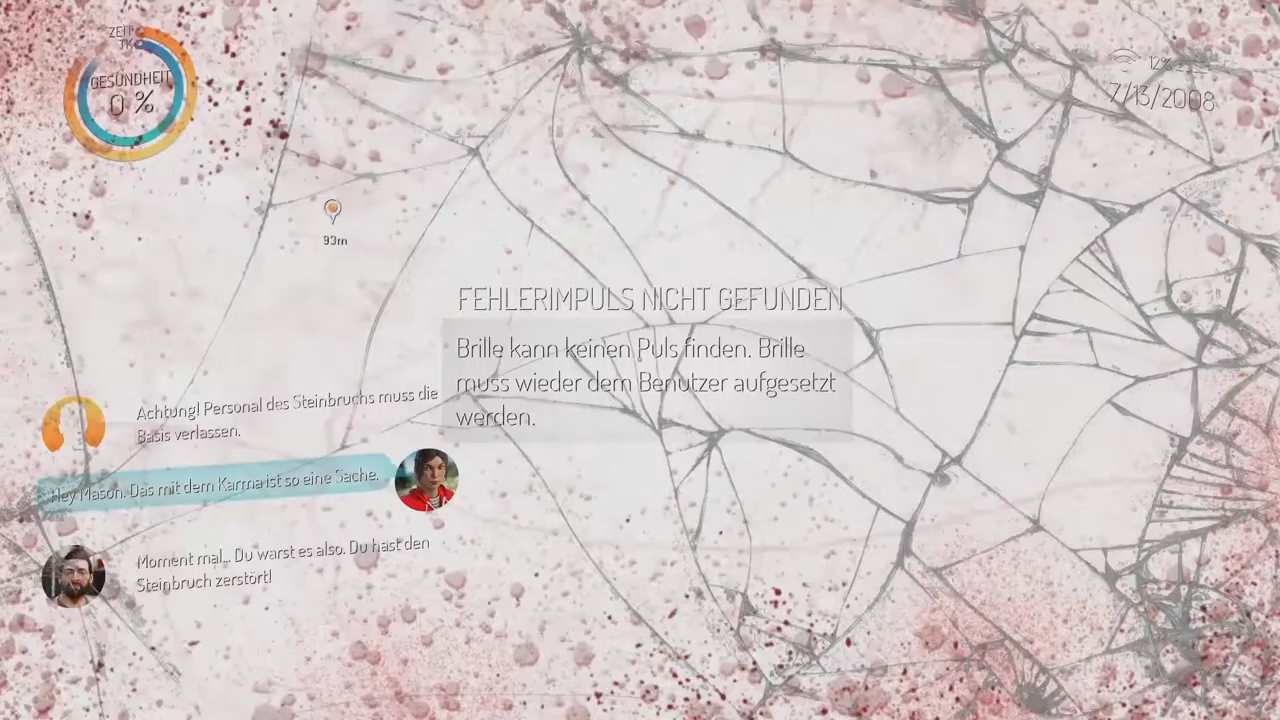 ZEIT
TK
GESUNDHEIT
0 %
12%
7/13/2008
93m
FEHLERIMPULS NICHT GEFUNDEN
Brille kann keinen Puls finden. Brille
muss wieder dem Benutzer aufgesetzt
werden.
Achtung! Personal des Steinbruchs muss die
Basis verlassen.
Hey Mason. Das mit dem Karma ist so eine Sache.
Moment mal... Du warst es also. Du hast den
Steinbruch zerstört!